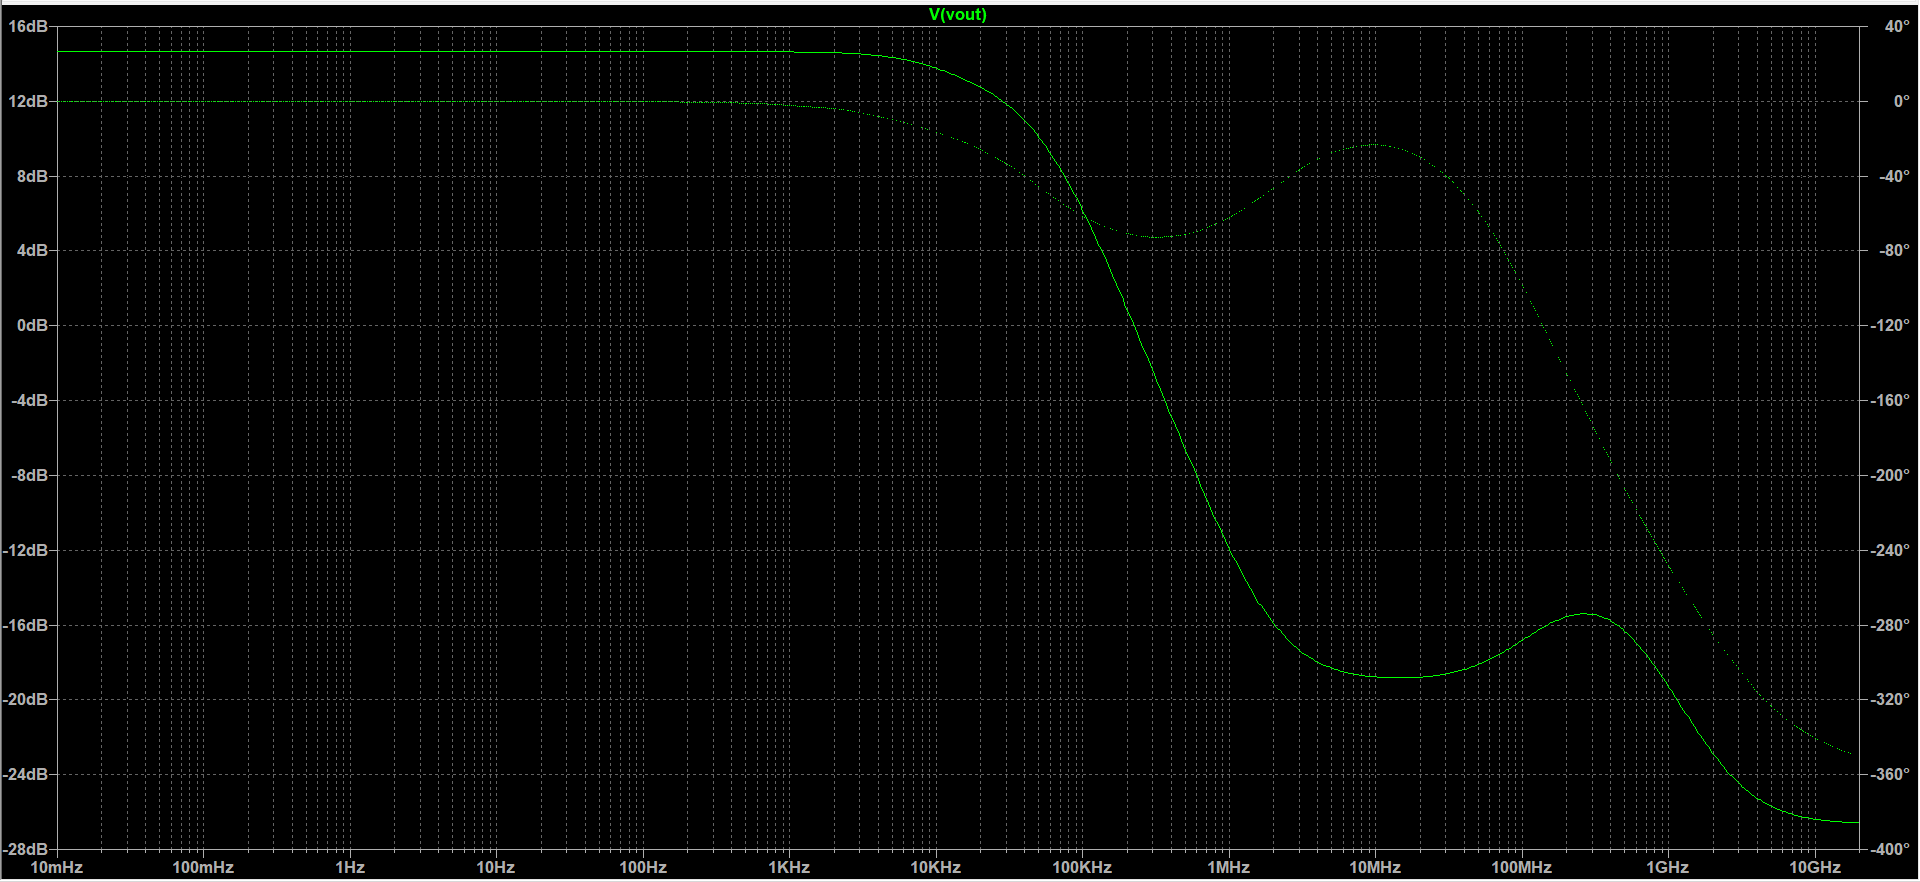 V(vout)
16dB 40°
12dB 0°
8dB -40°
4dB -80°
0dB -120°
-4dB -160°
-8dB -200°
-12dB -240°
-16dB -280°
-20dB -320°
-24dB -360°
-28dB -400°
10mHz 100mHz 1Hz 10Hz 100Hz 1KHz 10KHz 100KHz 1MHz 10MHz 100MHz 1GHz 10GHz